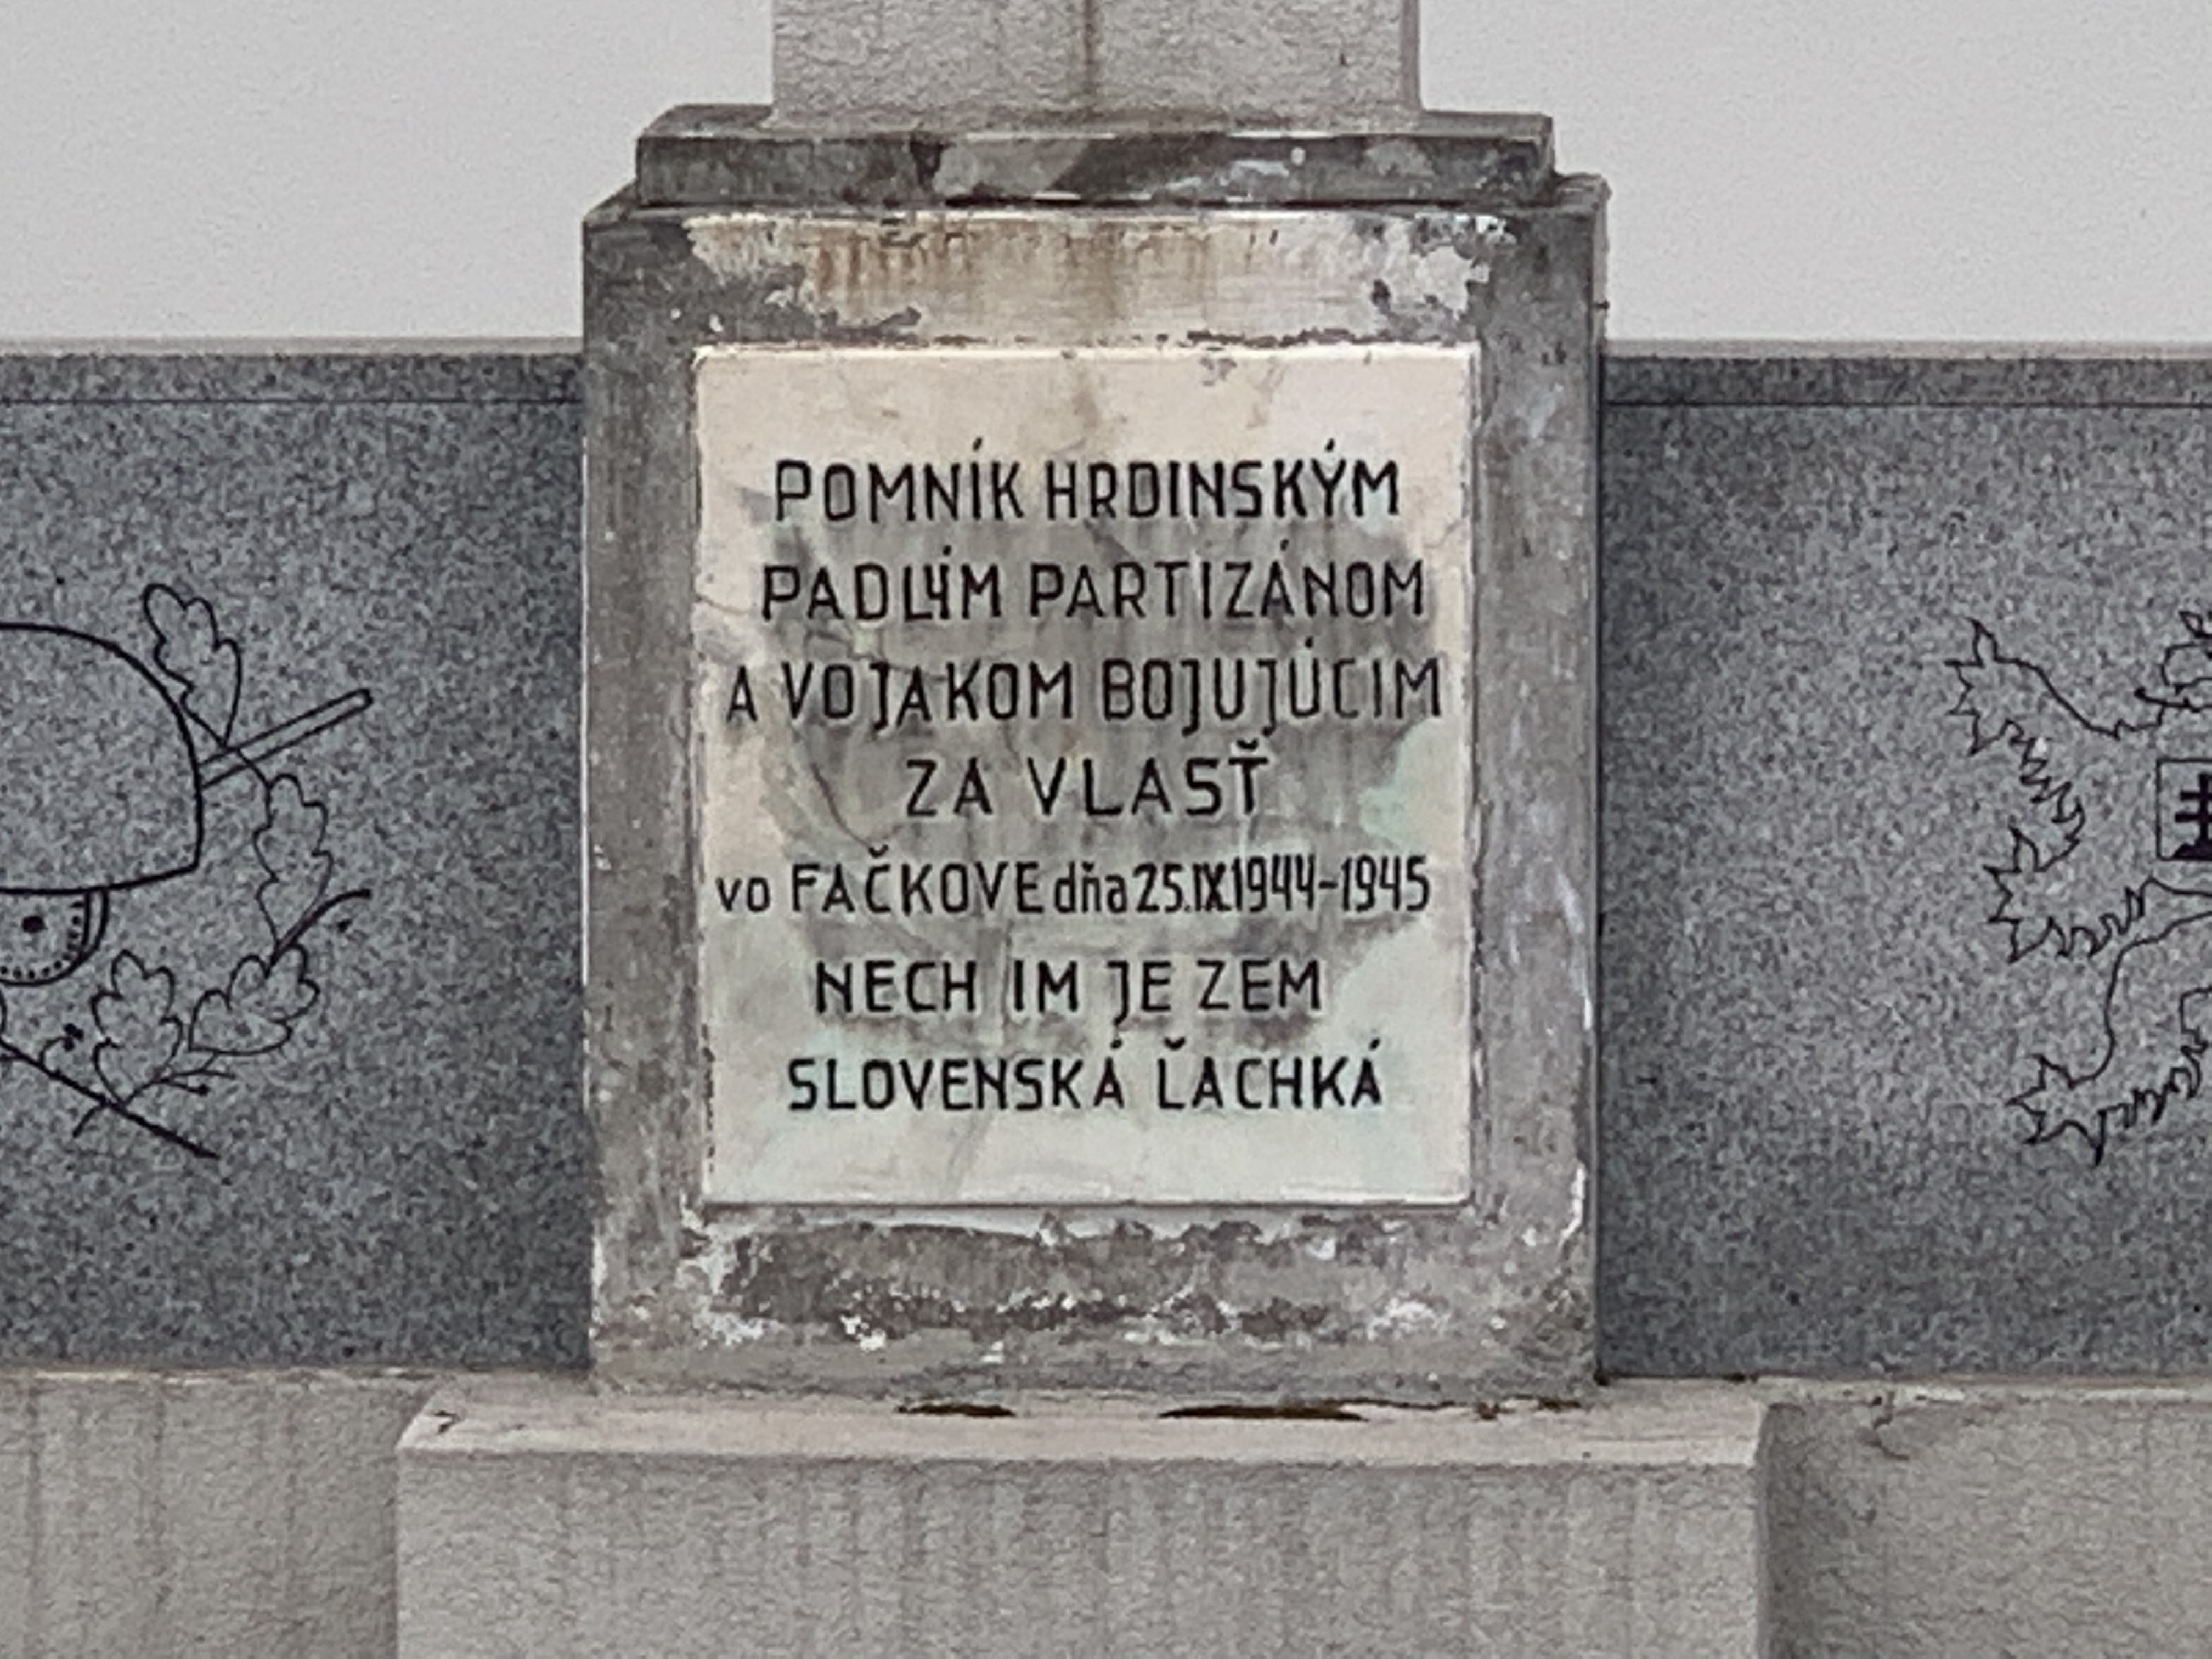 POMNÍK HRDINSKÝM
PADLÝM PARTIZÁNOM
A VOJAKOM BOJUJÚCIM
ZA VLASŤ
vo FAČKOVE dňa 25.IX.1944-1945
NECH IM JE ZEM
SLOVENSKÁ ĽACHKÁ